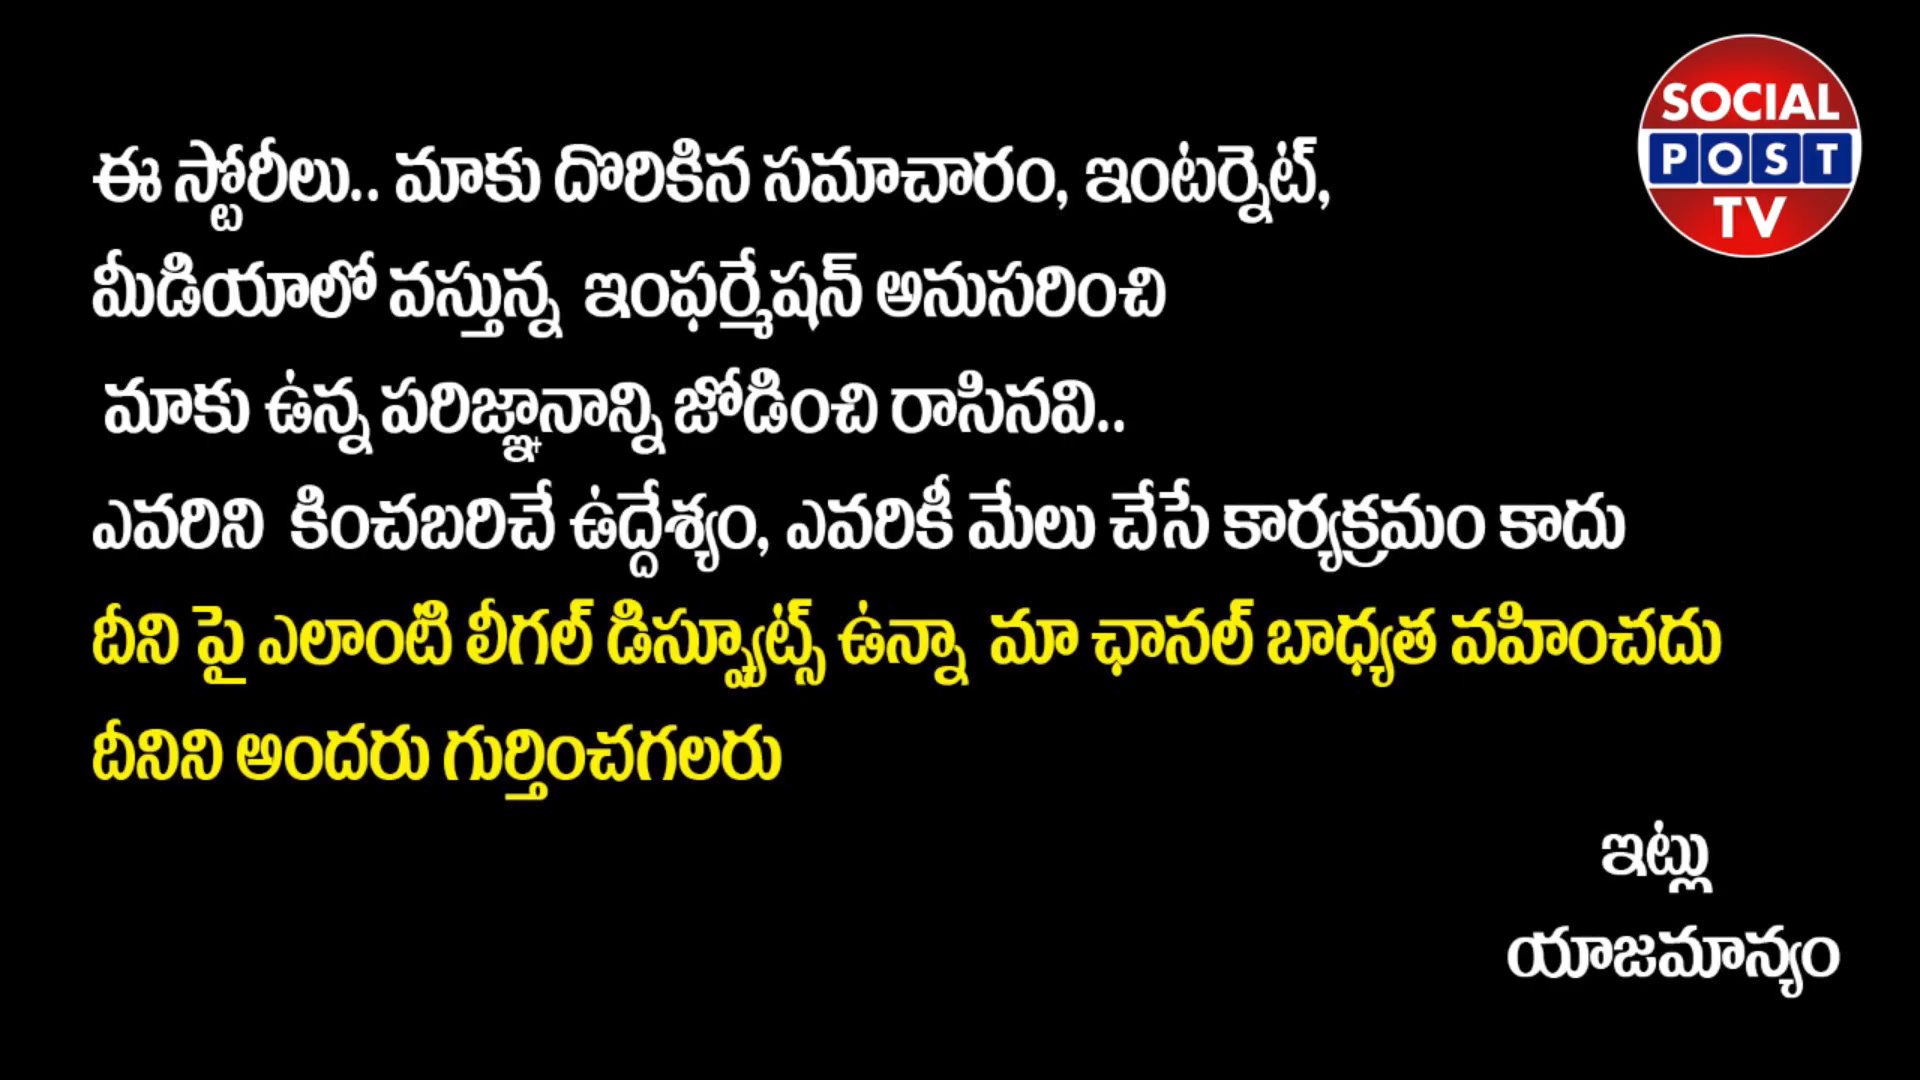 SOCIAL
POST
TV
ఈ స్టోరీలు.. మాకు దొరికిన సమాచారం, ఇంటర్నెట్,
మీడియాలో వస్తున్న ఇంఫర్మేషన్ అనుసరించి
మాకు ఉన్న పరిజ్ఞానాన్ని జోడించి రాసినవి..
ఎవరిని కించబరిచే ఉద్దేశ్యం, ఎవరికీ మేలు చేసే కార్యక్రమం కాదు
దీని పై ఎలాంటి లీగల్ డిస్ప్యూట్స్ ఉన్నా మా ఛానల్ బాధ్యత వహించదు
దీనిని అందరు గుర్తించగలరు
ఇట్లు
యాజమాన్యం